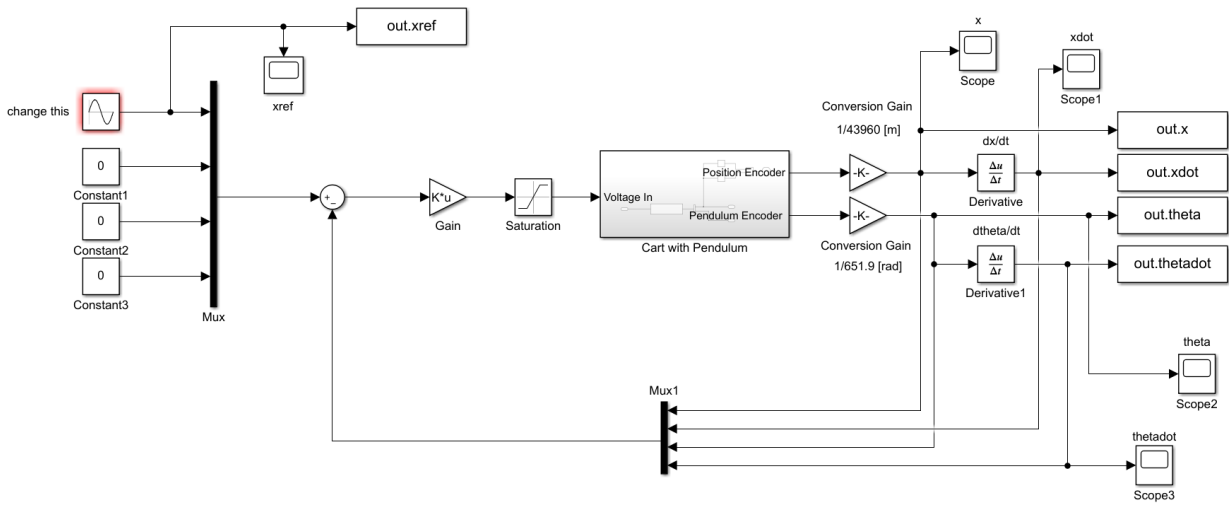 out.xref
xref
change this
0
Constant1
0
Constant2
0
Constant3
Mux
+
−
K*u
Gain
Saturation
Voltage In
Position Encoder
Pendulum Encoder
Cart with Pendulum
Conversion Gain
1/43960 [m]
-K-
-K-
Conversion Gain
1/651.9 [rad]
x
Scope
xdot
Scope1
dx/dt
Δu
Δt
Derivative
dtheta/dt
Δu
Δt
Derivative1
out.x
out.xdot
out.theta
out.thetadot
theta
Scope2
Mux1
thetadot
Scope3